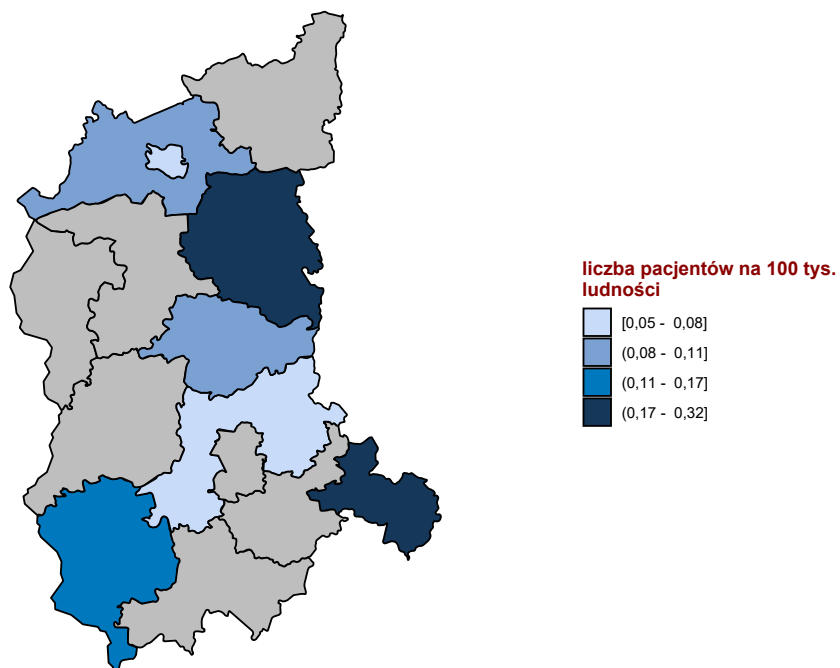 liczba pacjentów na 100 tys.
ludności
[0,05 - 0,08]
(0,08 - 0,11]
(0,11 - 0,17]
(0,17 - 0,32]